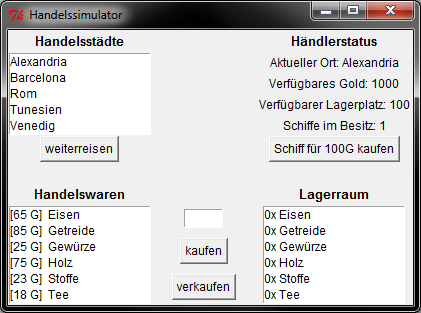 Handelssimulator
Handelsstädte
Alexandria
Barcelona
Rom
Tunesien
Venedig
weiterreisen
Händlerstatus
Aktueller Ort: Alexandria
Verfügbares Gold: 1000
Verfügbarer Lagerplatz: 100
Schiffe im Besitz: 1
Schiff für 100G kaufen
Handelswaren
[65 G] Eisen
[85 G] Getreide
[25 G] Gewürze
[75 G] Holz
[23 G] Stoffe
[18 G] Tee
kaufen
verkaufen
Lagerraum
0x Eisen
0x Getreide
0x Gewürze
0x Holz
0x Stoffe
0x Tee